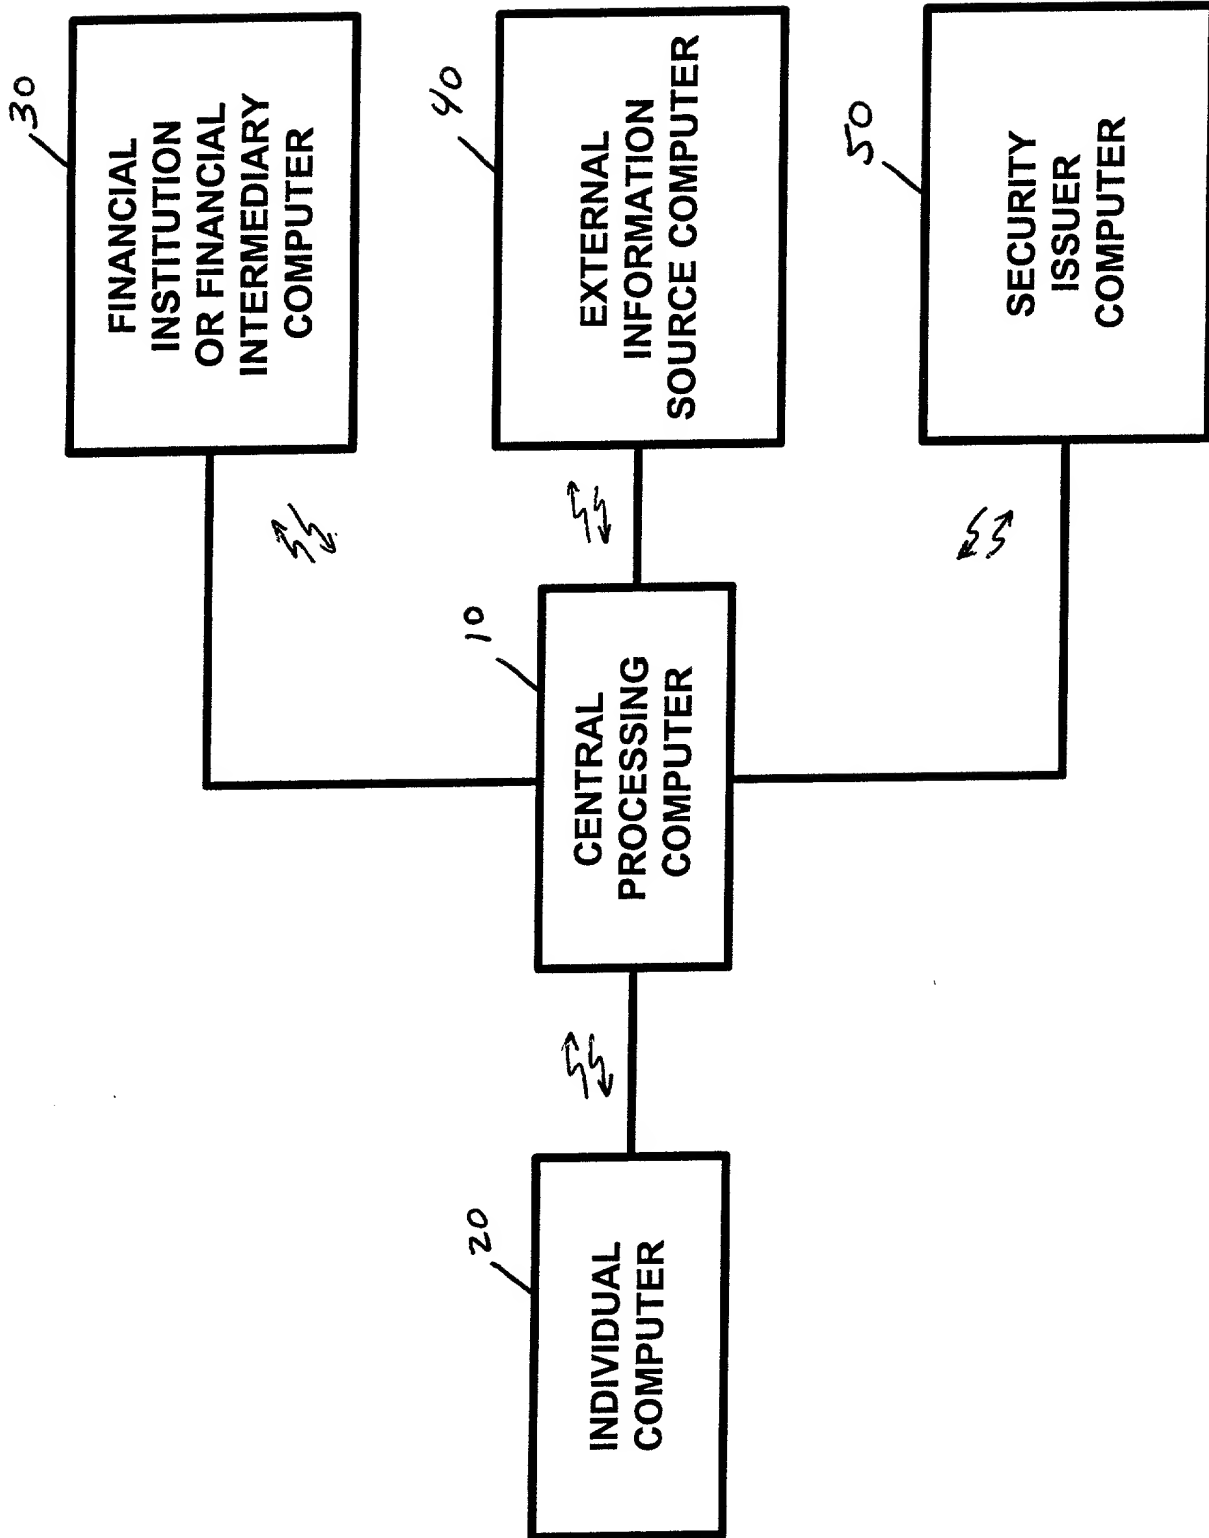 30
FINANCIAL
INSTITUTION
OR FINANCIAL
INTERMEDIARY
COMPUTER
40
EXTERNAL
INFORMATION
SOURCE COMPUTER
50
SECURITY
ISSUER
COMPUTER
10
CENTRAL
PROCESSING
COMPUTER
20
INDIVIDUAL
COMPUTER